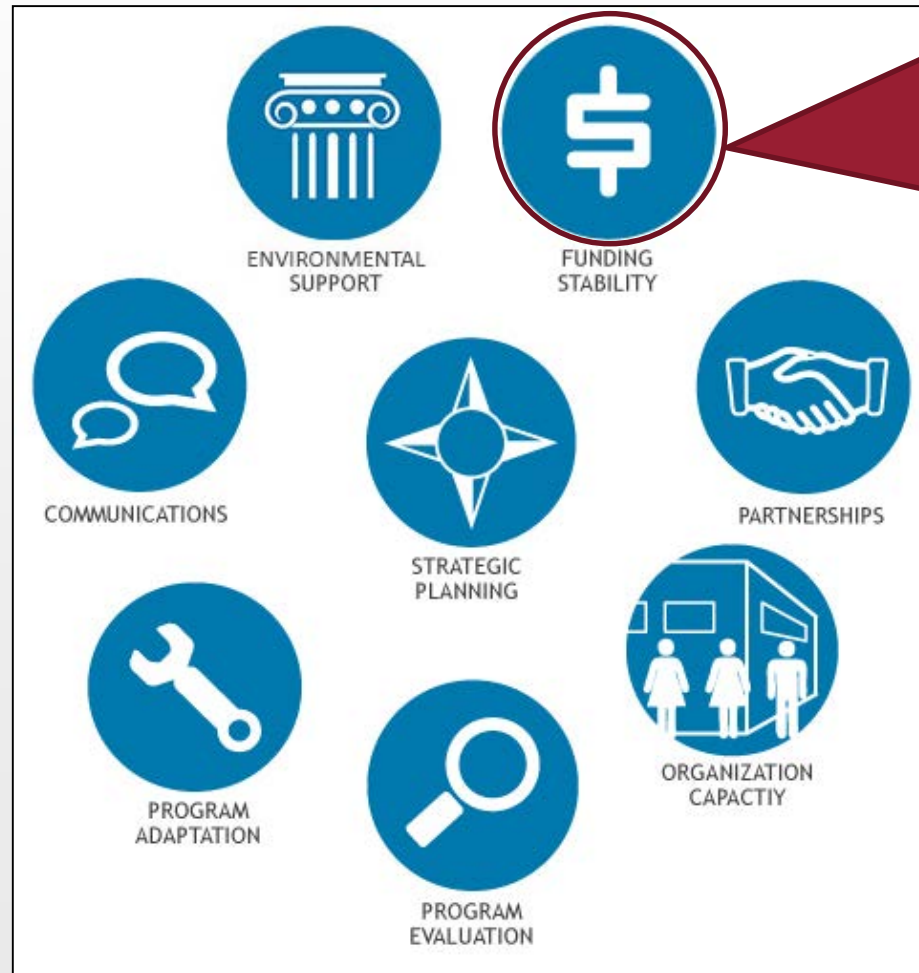 ENVIRONMENTAL
SUPPORT
FUNDING
STABILITY
COMMUNICATIONS
STRATEGIC
PLANNING
PARTNERSHIPS
PROGRAM
ADAPTATION
PROGRAM
EVALUATION
ORGANIZATION
CAPACTIY